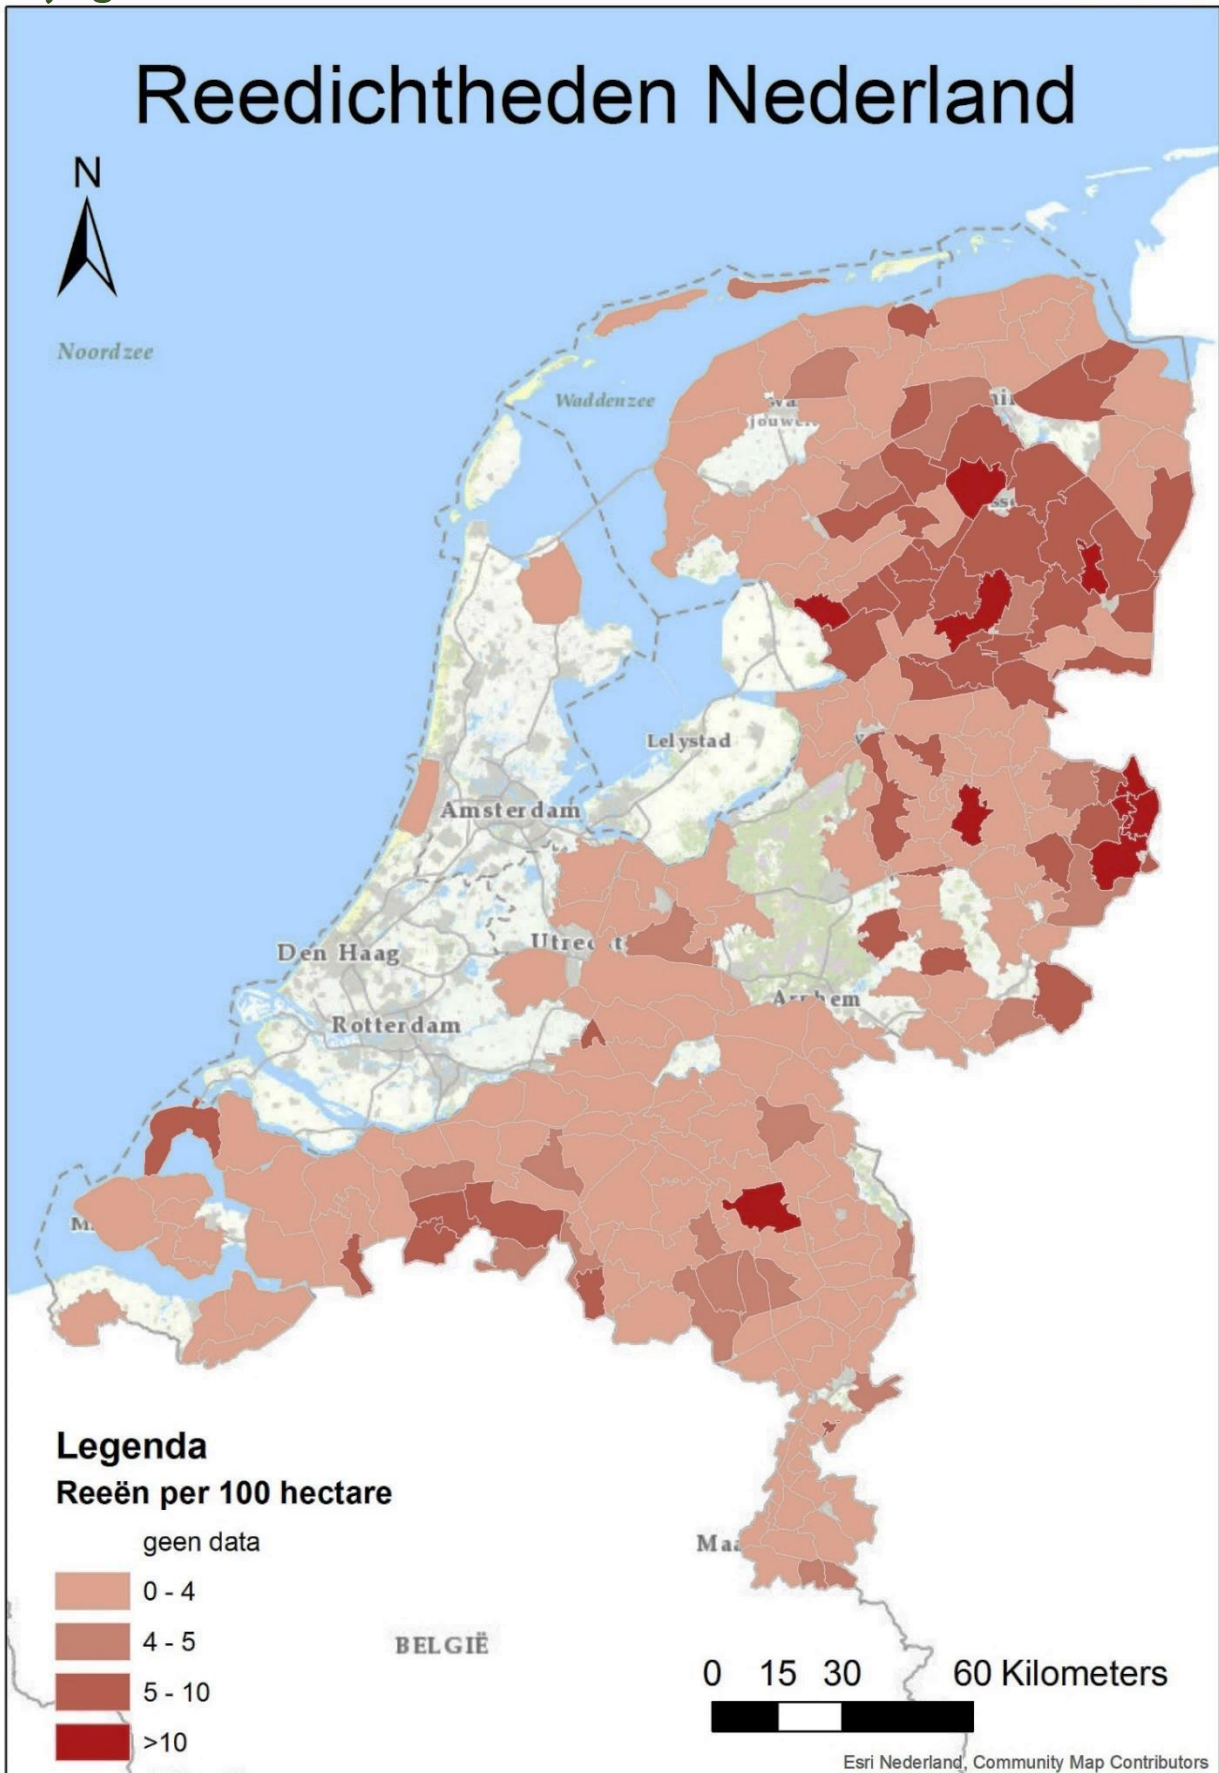 Reedichtheden Nederland
N
Noordzee
Waddenzee
Lelystad
Amsterdam
Den Haag
Utrecht
Arnhem
Rotterdam
Legenda
Reeën per 100 hectare
geen data
0 - 4
4 - 5
5 - 10
>10
BELGIË
0 15 30 60 Kilometers
Esri Nederland, Community Map Contributors